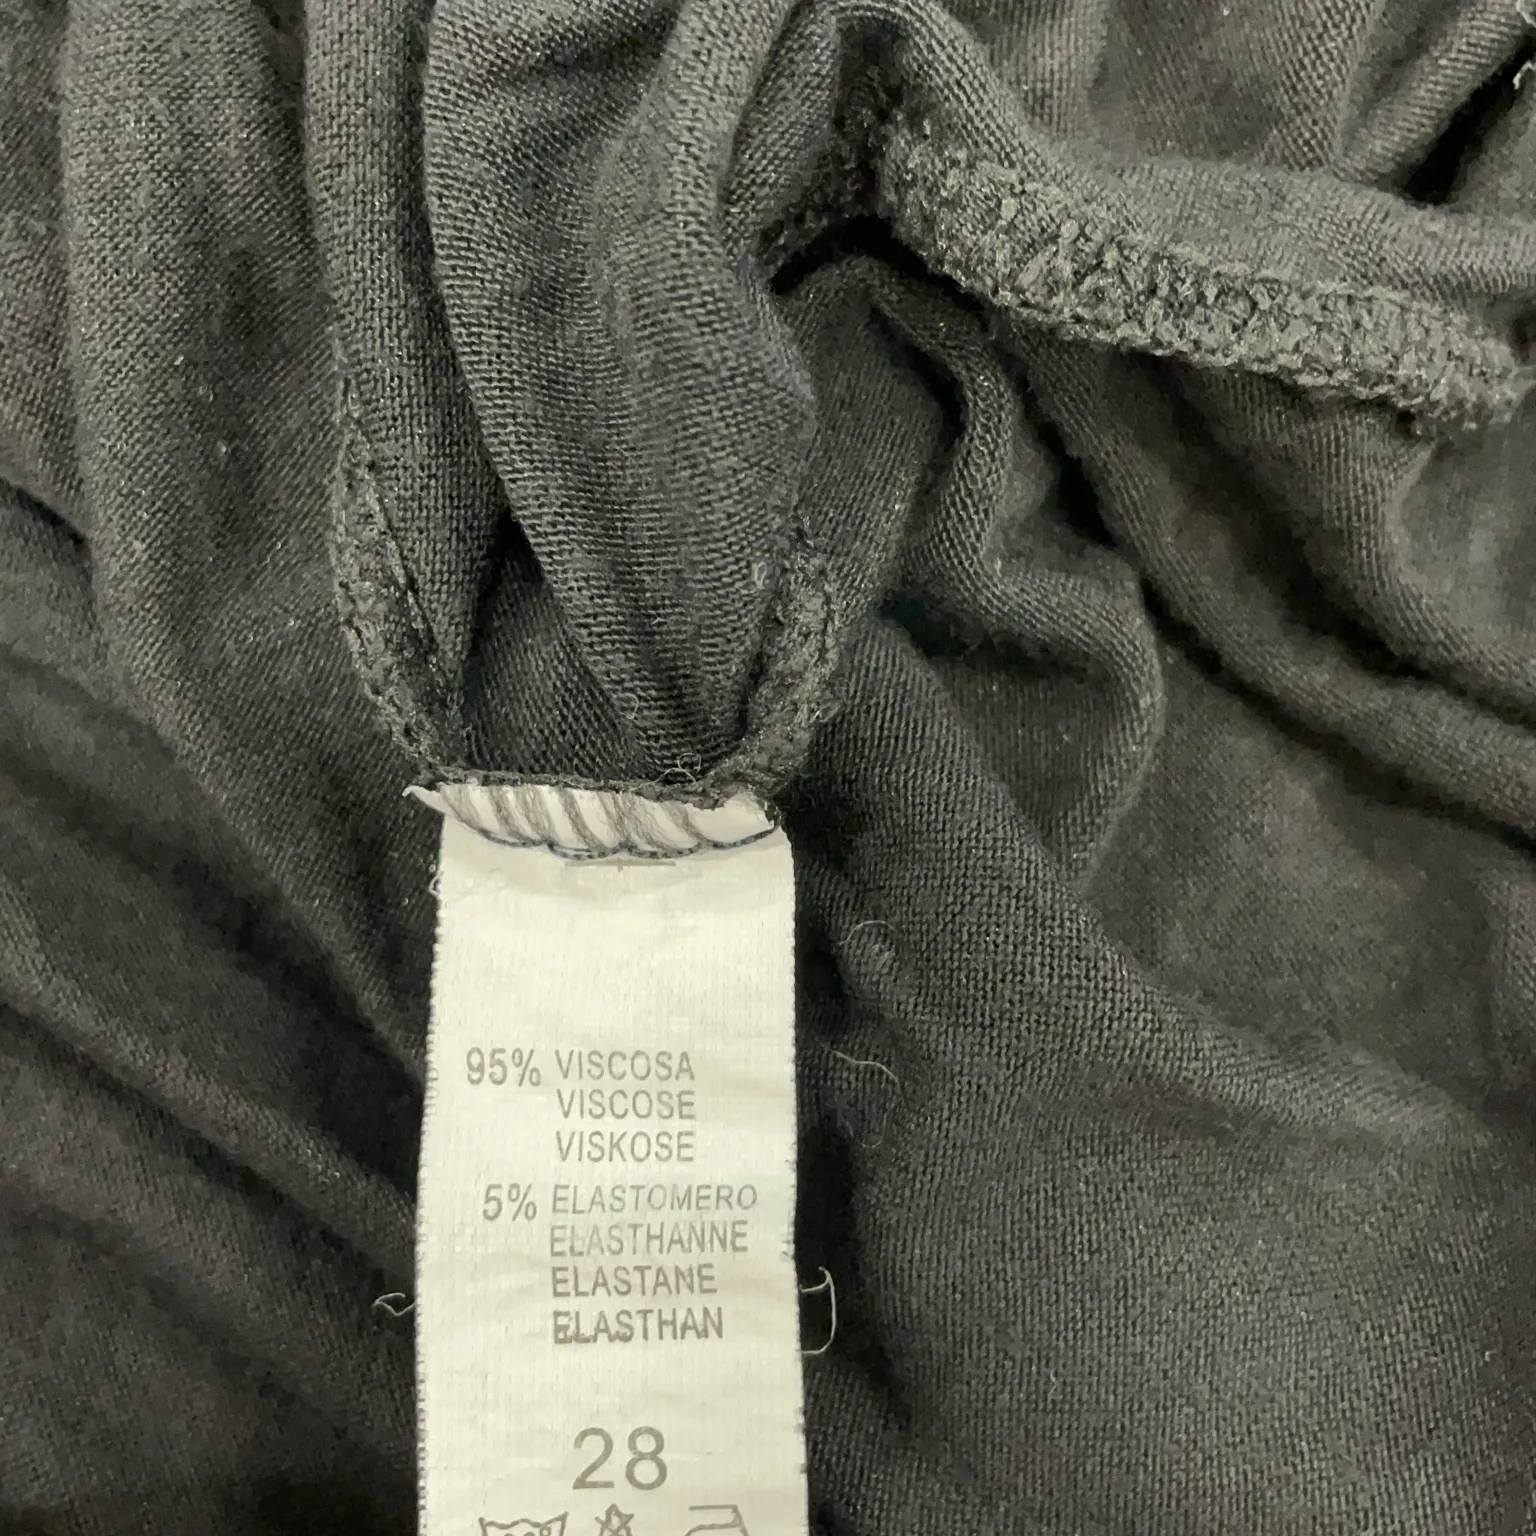 95% VISCOSA
VISCOSE
VISKOSE
5% ELASTOMERO
ELASTHANNE
ELASTANE
ELASTHAN
28